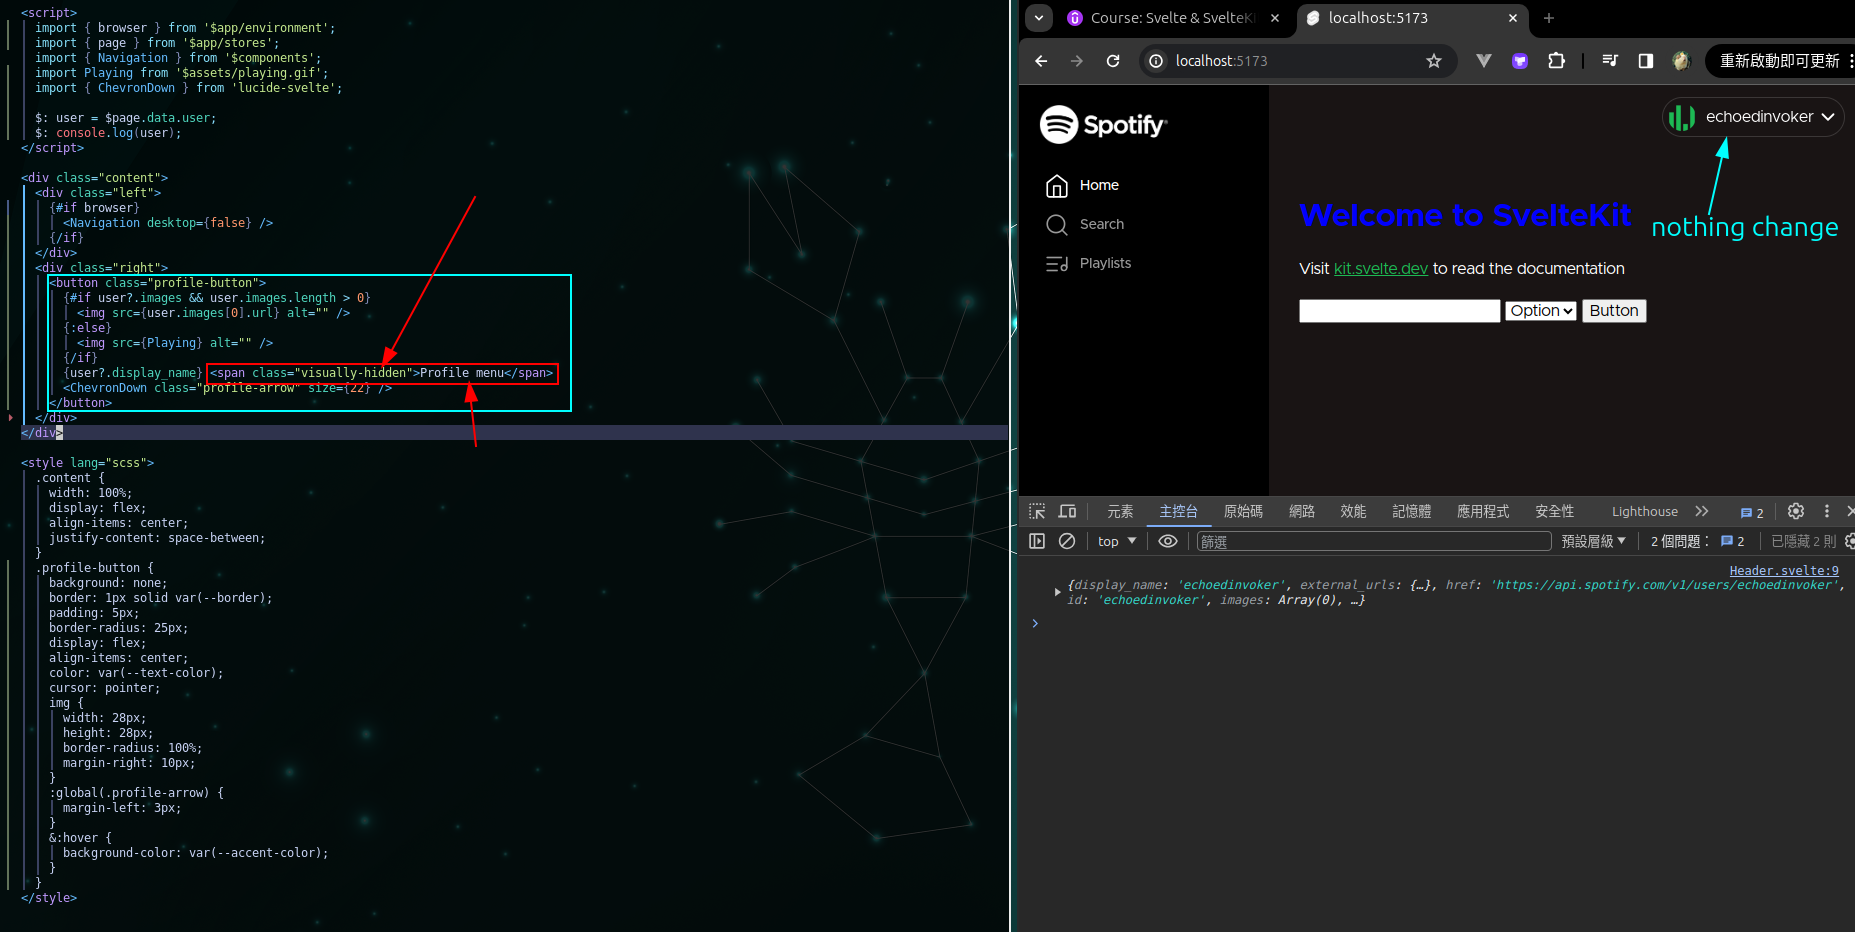 <script>
import { browser } from '$app/environment';
import { page } from '$app/stores';
import { Navigation } from '$components';
import Playing from '$assets/playing.gif';
import { ChevronDown } from 'lucide-svelte';
$: user = $page.data.user;
$: console.log(user);
</script>
<div class="content">
<div class="left">
{#if browser}
<Navigation desktop={false} />
{/if}
</div>
<div class="right">
<button class="profile-button">
{#if user?.images && user.images.length > 0}
<img src={user.images[0].url} alt="" />
{:else}
<img src={Playing} alt="" />
{/if}
{user?.display_name} <span class="visually-hidden">Profile menu</span>
<ChevronDown class="profile-arrow" size={22} />
</button>
</div>
</div>
<style lang="scss">
.content {
width: 100%;
display: flex;
align-items: center;
justify-content: space-between;
}
.profile-button {
background: none;
border: 1px solid var(--border);
padding: 5px;
border-radius: 25px;
display: flex;
align-items: center;
color: var(--text-color);
cursor: pointer;
img {
width: 28px;
height: 28px;
border-radius: 100%;
margin-right: 10px;
}
:global(.profile-arrow) {
margin-left: 3px;
}
&:hover {
background-color: var(--accent-color);
}
}
</style>
Course: Svelte & SvelteKi
localhost:5173
localhost:5173
重新啟動即可更新
Spotify
echoedinvoker
Home
Search
Playlists
Welcome to SvelteKit
nothing change
Visit kit.svelte.dev to read the documentation
Option
Button
元素 主控台 原始碼 網路 效能 記憶體 應用程式 安全性 Lighthouse 2
top 篩選 預設層級 2 個問題： 2 已隱藏 2 則
Header.svelte:9
{display_name: 'echoedinvoker', external_urls: {…}, href: 'https://api.spotify.com/v1/users/echoedinvoker',
id: 'echoedinvoker', images: Array(0), …}